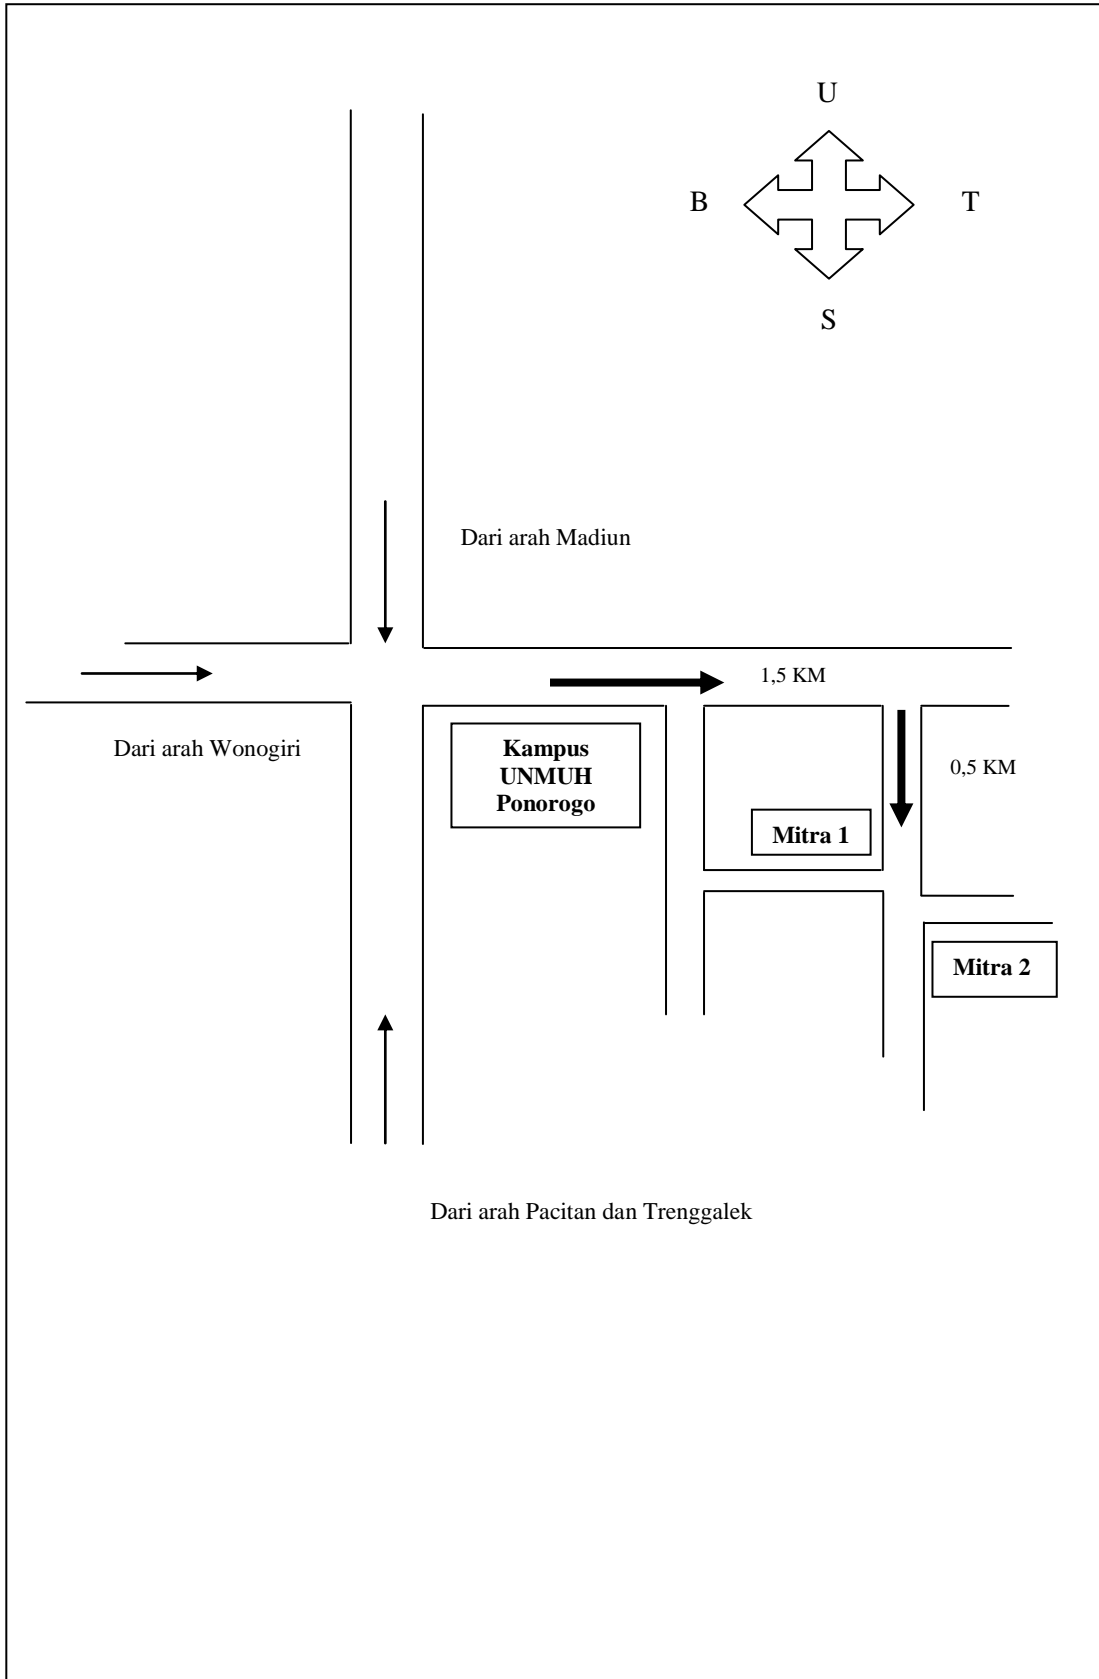 U
B
T
S
Dari arah Madiun
1,5 KM
Dari arah Wonogiri
Kampus
UNMUH
Ponorogo
0,5 KM
Mitra 1
Mitra 2
Dari arah Pacitan dan Trenggalek